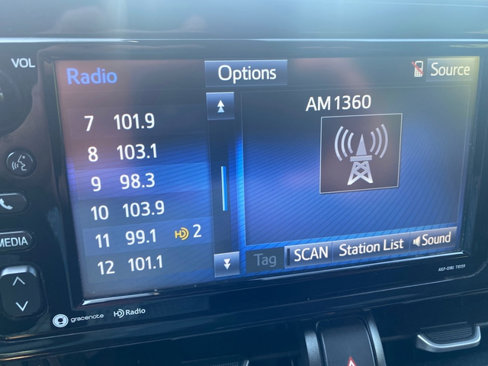 VOL
Radio
Options
Source
AM 1360
7 101.9
8 103.1
9 98.3
10 103.9
11 99.1 HD 2
12 101.1
MEDIA
Tag
SCAN
Station List
Sound
gracenote
HD Radio